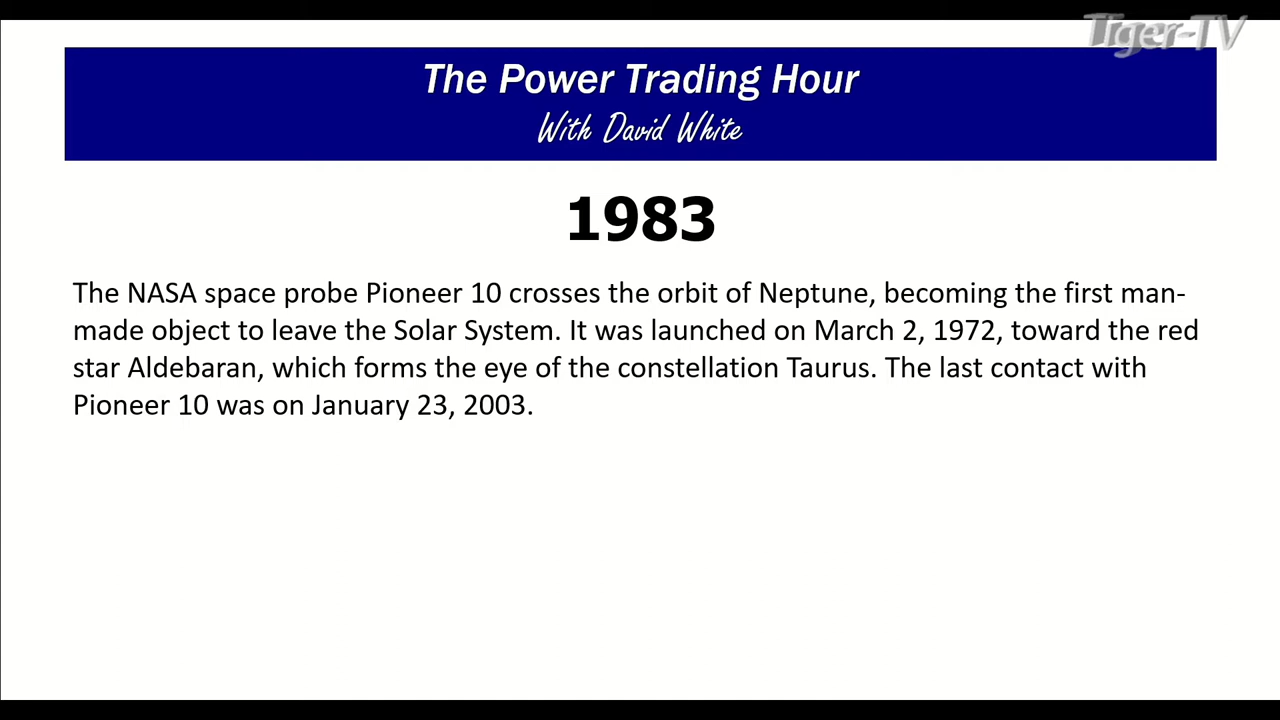 Tiger-TV
The Power Trading Hour
With David White
1983
The NASA space probe Pioneer 10 crosses the orbit of Neptune, becoming the first man-
made object to leave the Solar System. It was launched on March 2, 1972, toward the red
star Aldebaran, which forms the eye of the constellation Taurus. The last contact with
Pioneer 10 was on January 23, 2003.